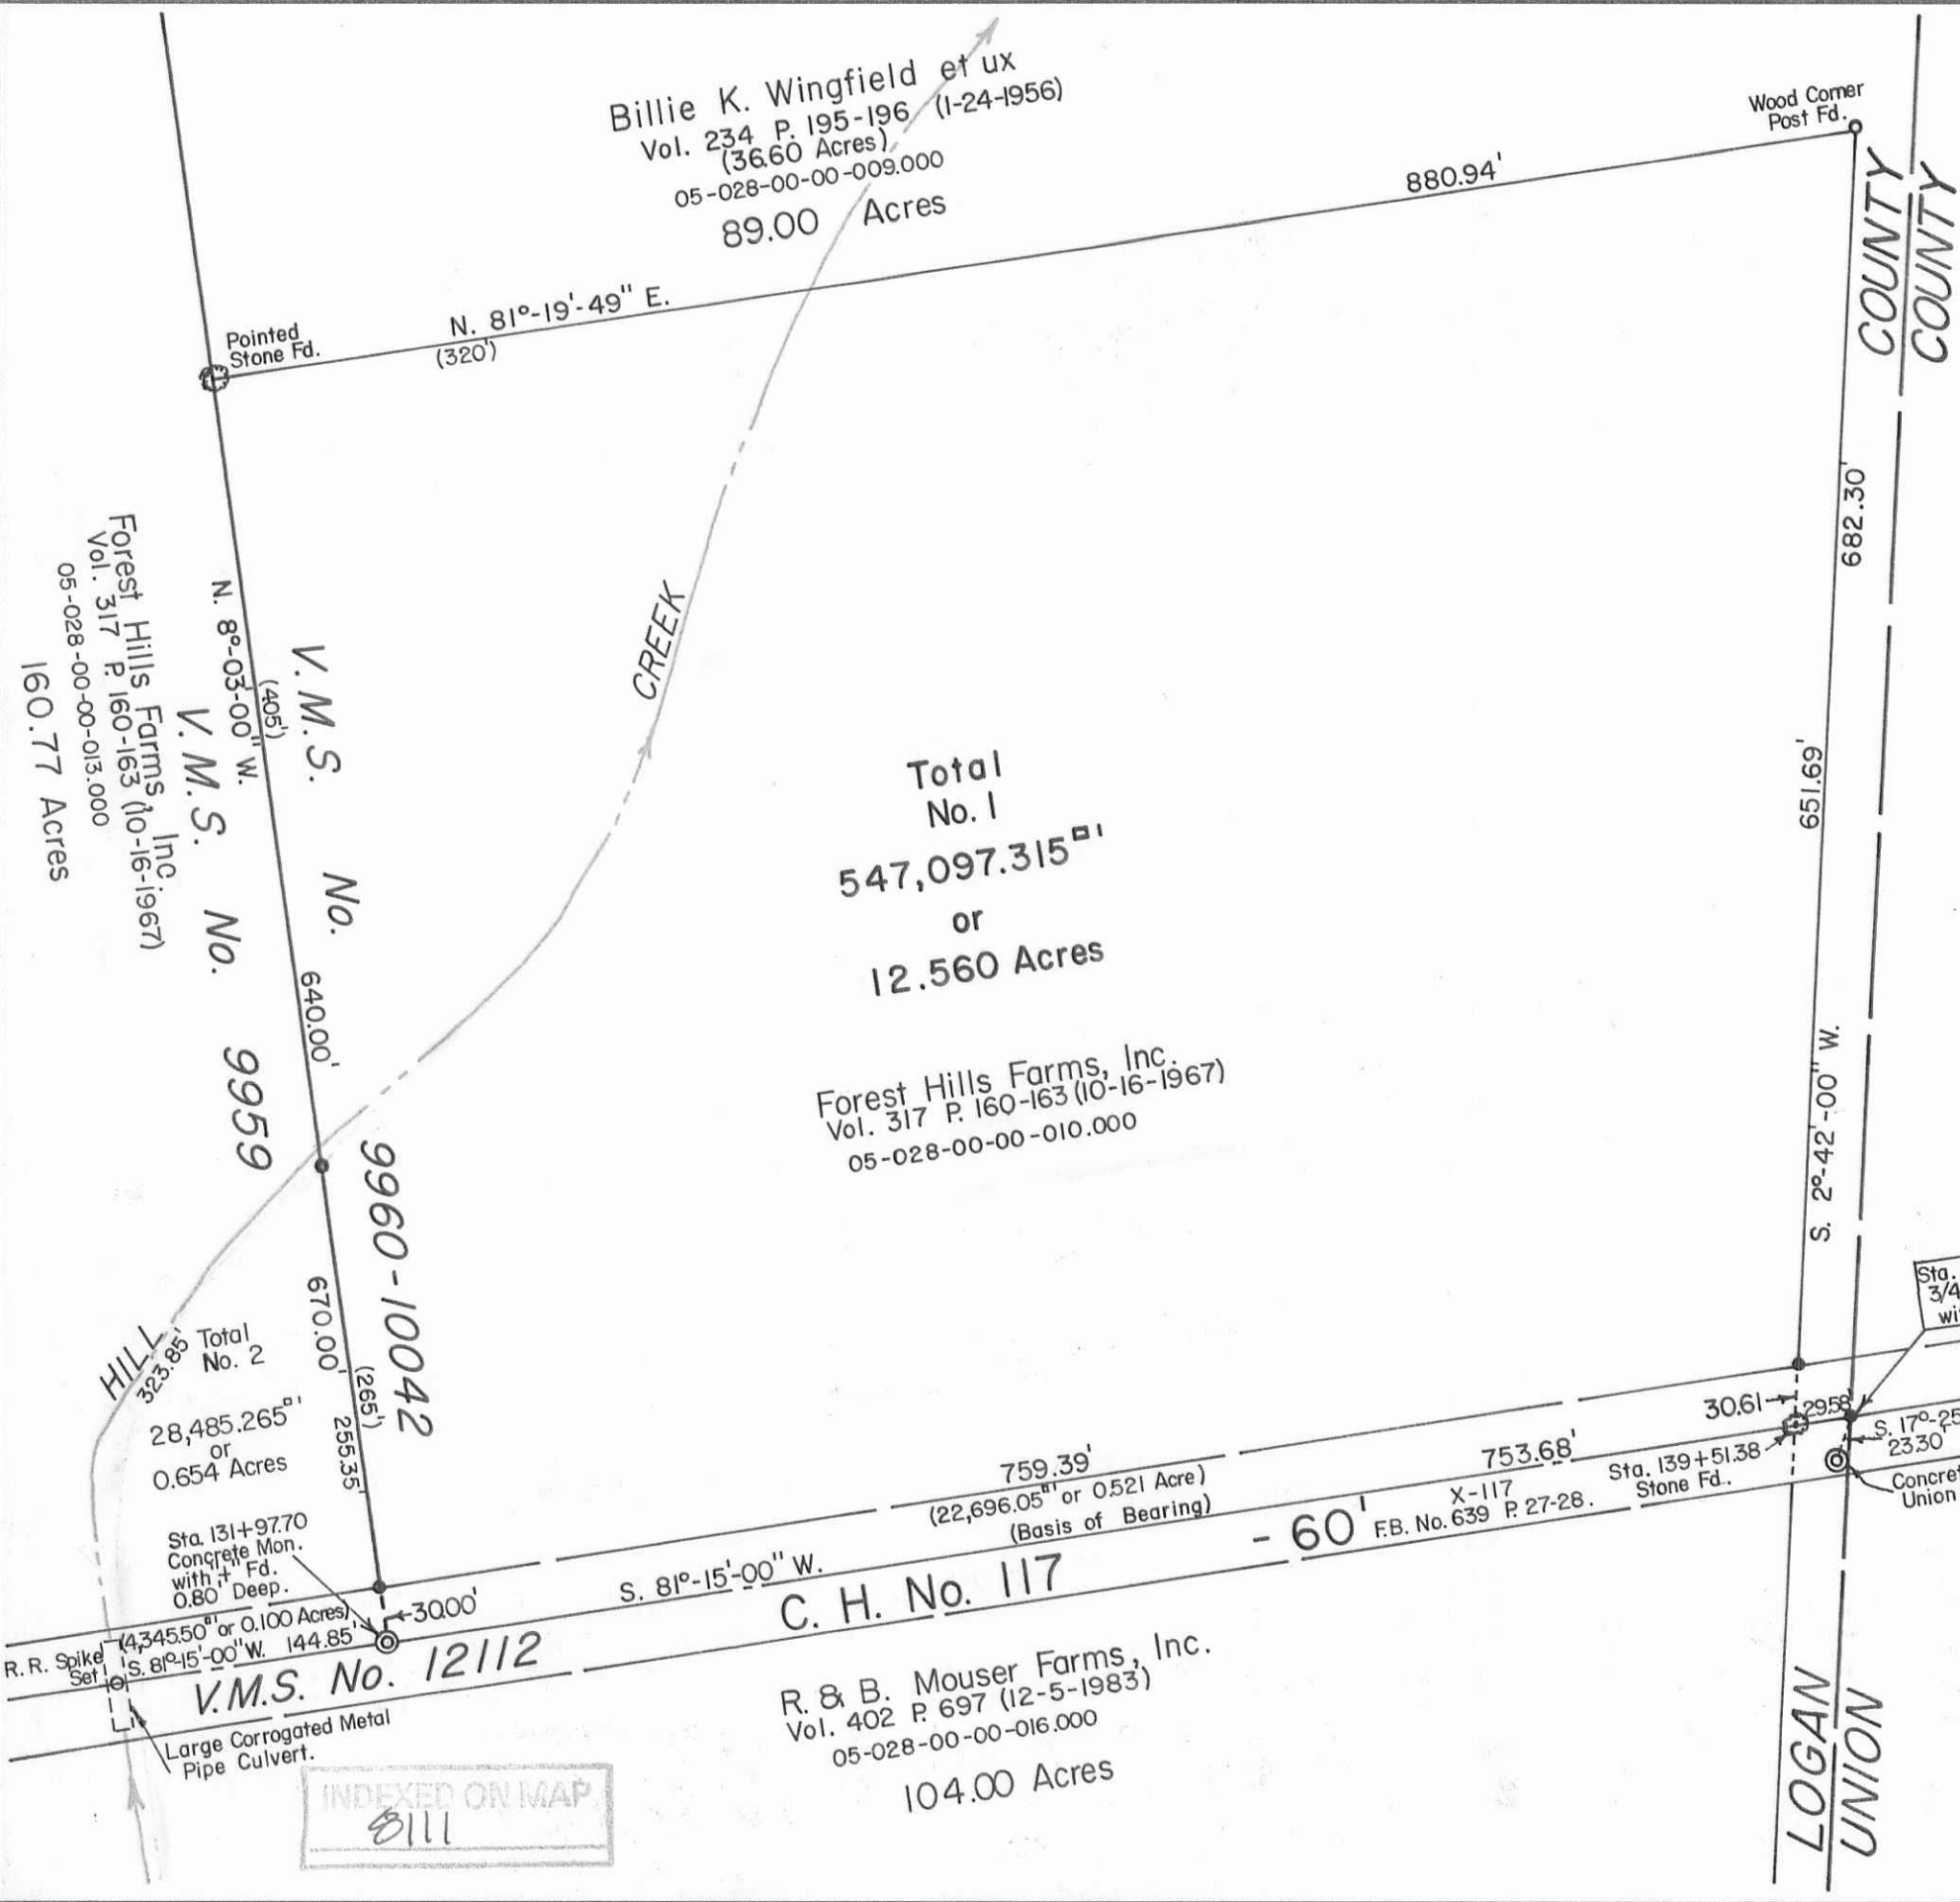 Billie K. Wingfield et ux
Vol. 234 P. 195-196 (1-24-1956)
(36.60 Acres)
05-028-00-00-009.000
89.00 Acres
Wood Corner
Post Fd.
880.94'
COUNTY
COUNTY
N. 81°-19'-49" E.
(320')
Pointed
Stone Fd.
682.30'
651.69'
S. 2°-42'-00" W.
Forest Hills Farms, Inc.
Vol. 317 P. 160-163 (10-16-1967)
05-028-00-00-013.000
160.77 Acres
N. 8°-03'-00" W.
(405')
V.M.S. No. 9959
V.M.S. No. 9960-10042
640.00'
CREEK
Total
No. 1
547,097.315□'
or
12.560 Acres
Forest Hills Farms, Inc.
Vol. 317 P. 160-163 (10-16-1967)
05-028-00-00-010.000
670.00'
(265')
255.35'
HILL
323.85'
Total
No. 2
28,485.265□'
or
0.654 Acres
Sta. 131+97.70
Concrete Mon.
with "+" Fd.
0.80' Deep.
30.00'
(4,345.50□' or 0.100 Acres)
R.R. Spike
Set
S. 81°-15'-00" W. 144.85'
V.M.S. No. 12112
Large Corrogated Metal
Pipe Culvert.
759.39'
(22,696.05□' or 0.521 Acre)
(Basis of Bearing)
S. 81°-15'-00" W.
753.68'
C. H. No. 117 - 60'
X-117
F.B. No. 639 P. 27-28.
30.61
29.58'
Sta. 139+51.38
Stone Fd.
Sta.
3/4
wi
S. 17°-25
23.30'
Concre
Union
R. & B. Mouser Farms, Inc.
Vol. 402 P. 697 (12-5-1983)
05-028-00-00-016.000
104.00 Acres
LOGAN
UNION
INDEXED ON MAP
8111